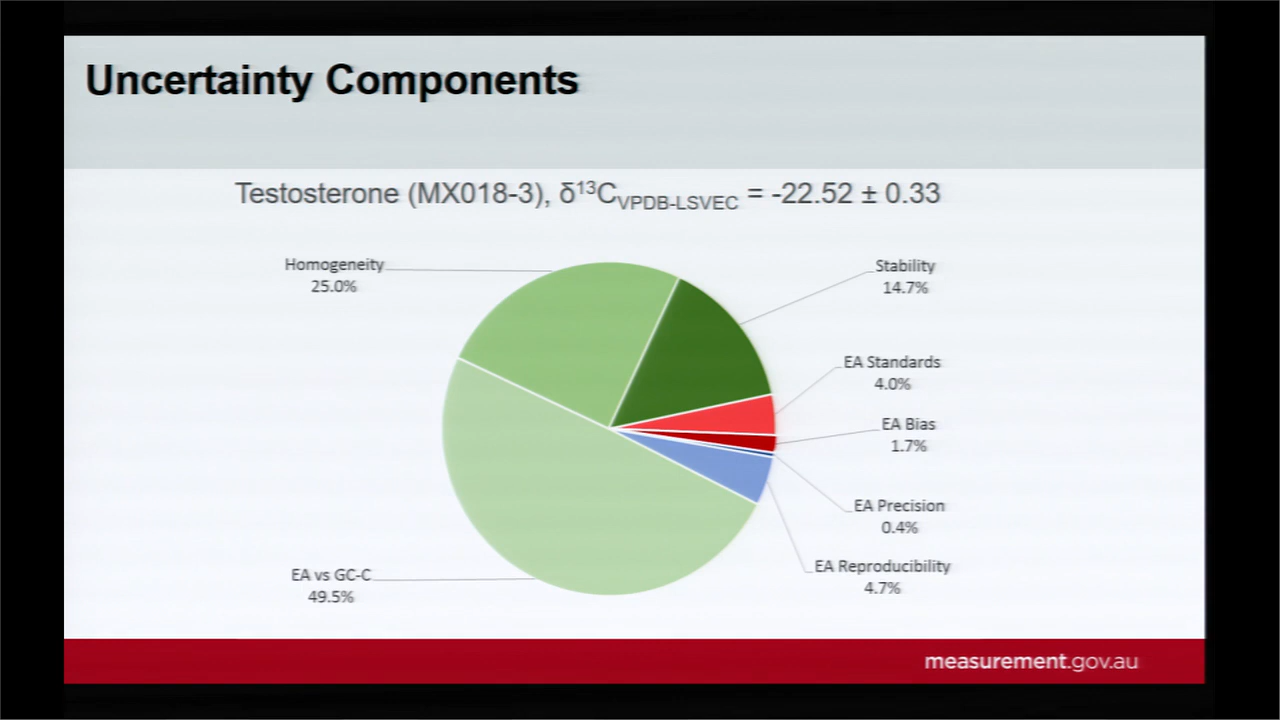 Uncertainty Components
Testosterone (MX018-3), δ¹³C_VPDB-LSVEC = -22.52 ± 0.33
Homogeneity
25.0%
Stability
14.7%
EA Standards
4.0%
EA Bias
1.7%
EA Precision
0.4%
EA Reproducibility
4.7%
EA vs GC-C
49.5%
measurement.gov.au